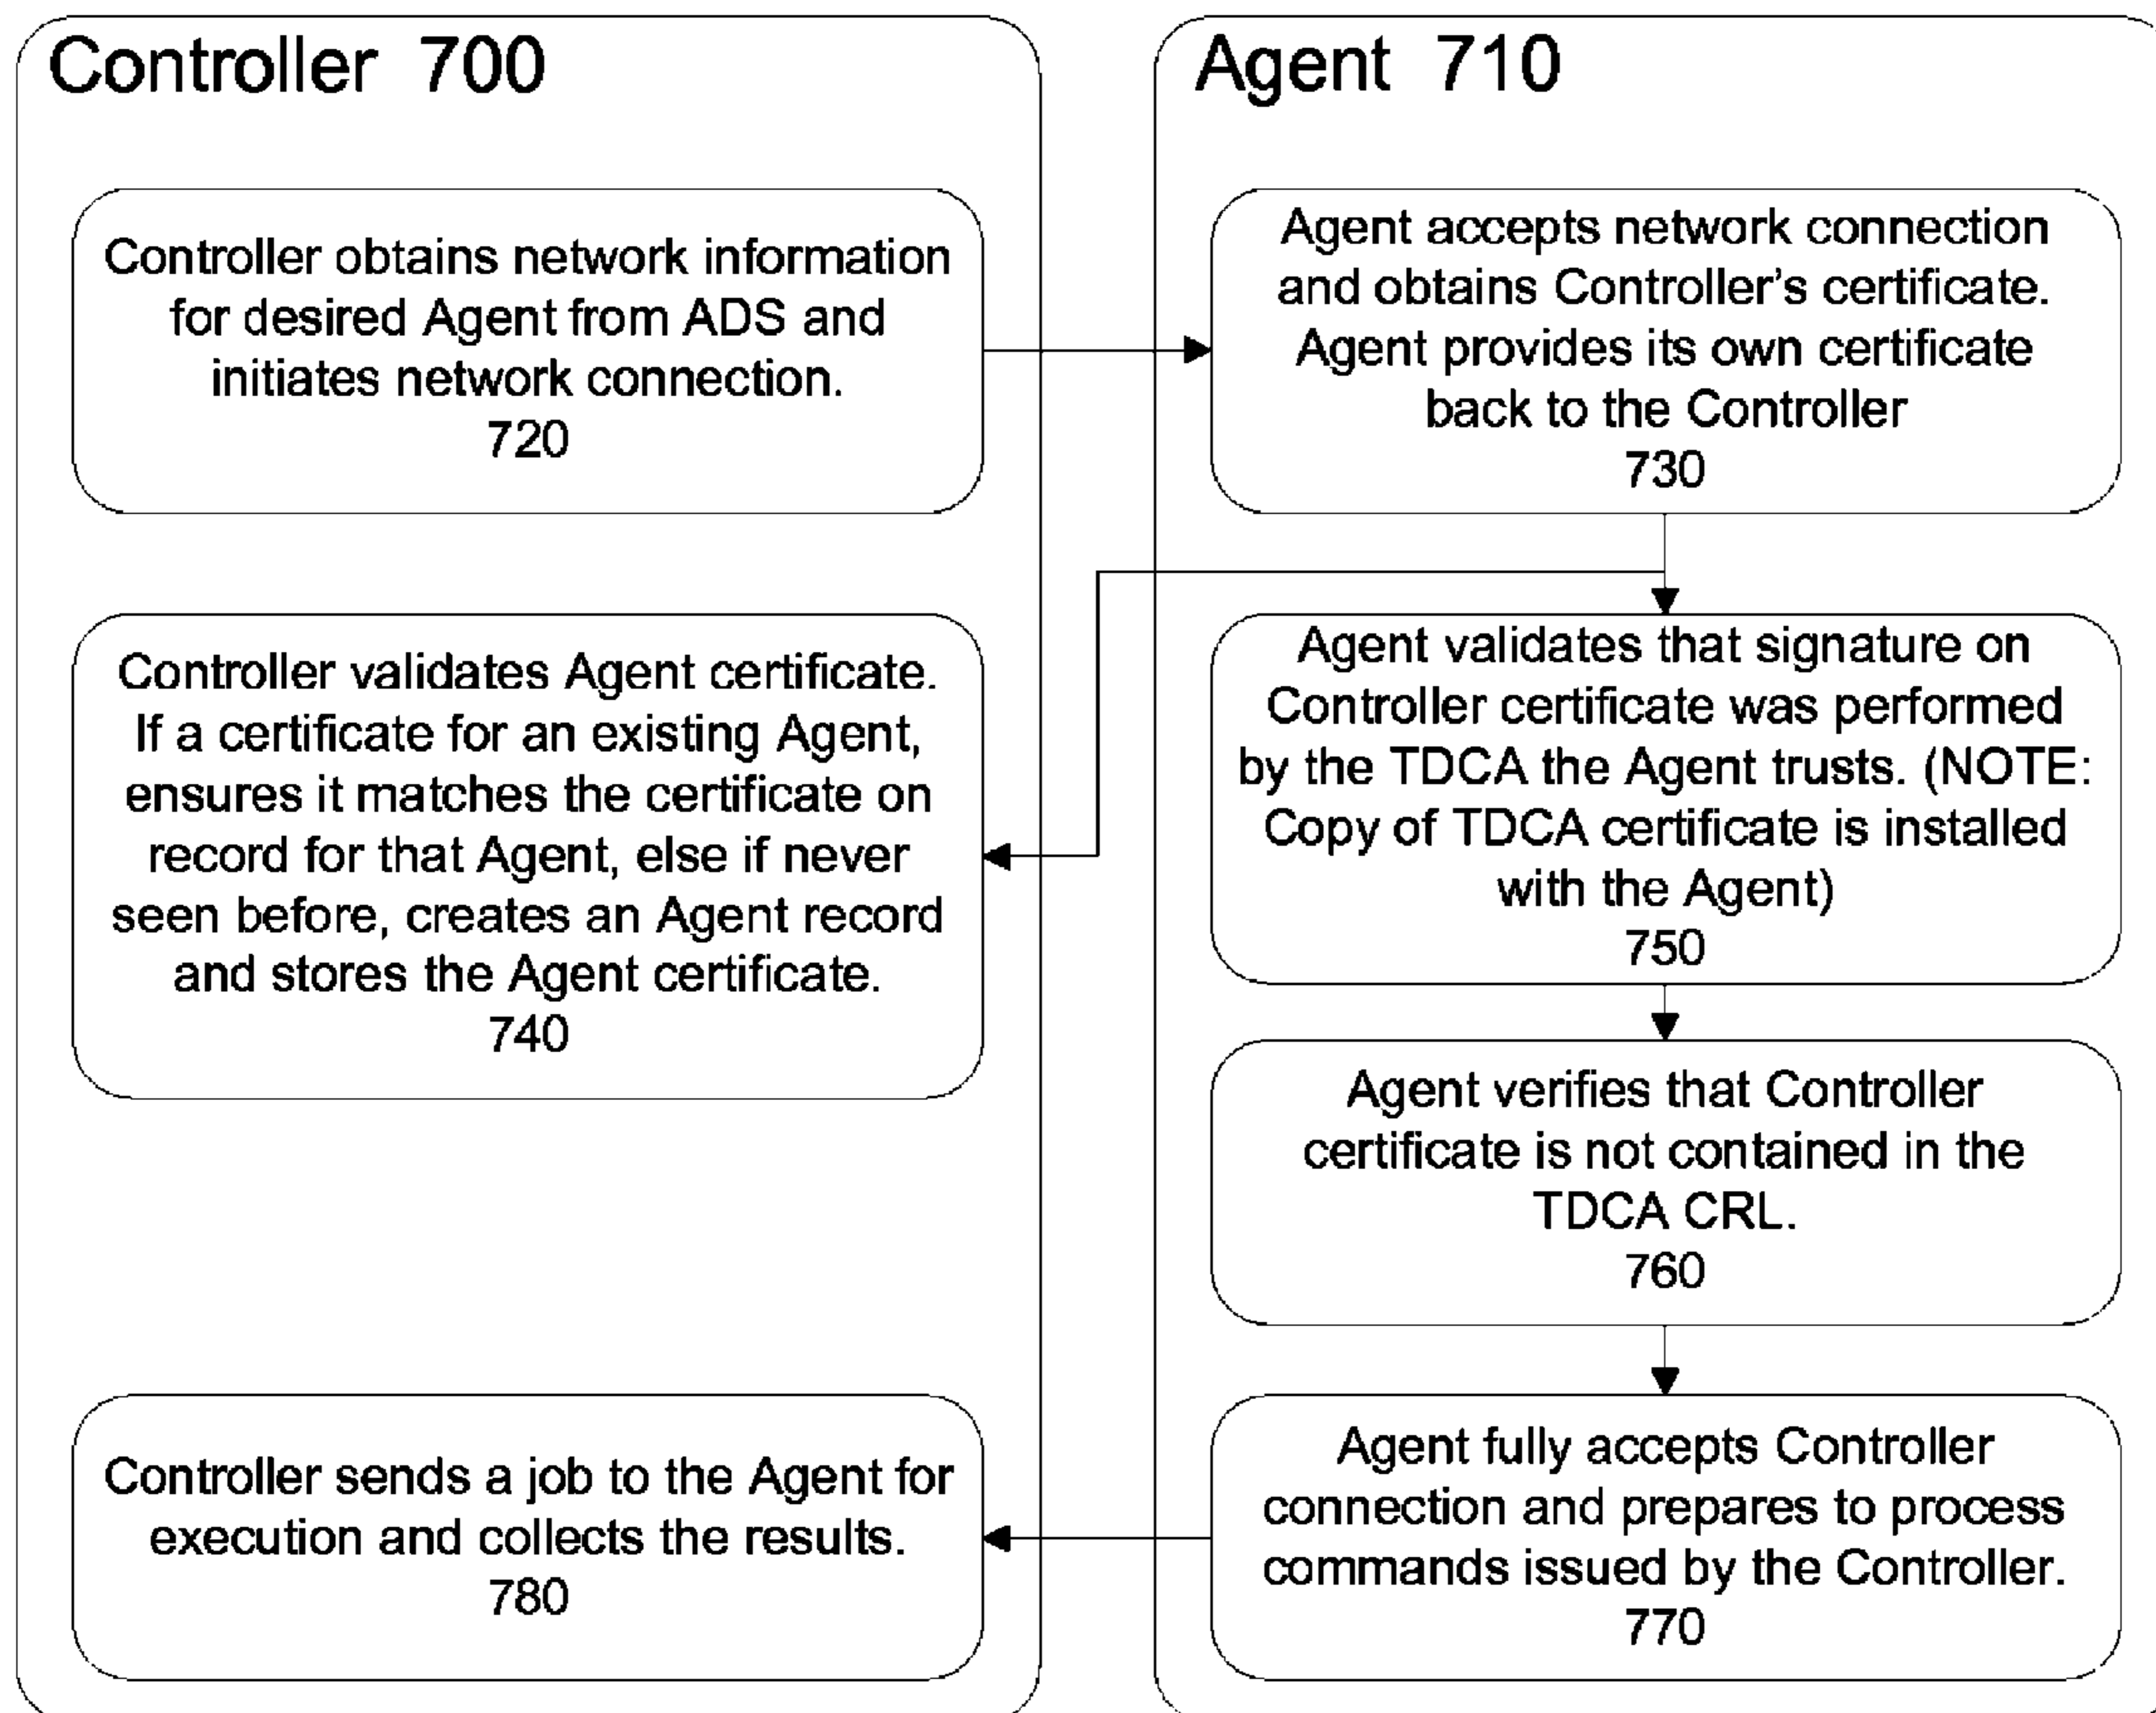 Controller 700
Controller obtains network information
for desired Agent from ADS and
initiates network connection.
720
Controller validates Agent certificate.
If a certificate for an existing Agent,
ensures it matches the certificate on
record for that Agent, else if never
seen before, creates an Agent record
and stores the Agent certificate.
740
Controller sends a job to the Agent for
execution and collects the results.
780
Agent 710
Agent accepts network connection
and obtains Controller's certificate.
Agent provides its own certificate
back to the Controller
730
Agent validates that signature on
Controller certificate was performed
by the TDCA the Agent trusts. (NOTE:
Copy of TDCA certificate is installed
with the Agent)
750
Agent verifies that Controller
certificate is not contained in the
TDCA CRL.
760
Agent fully accepts Controller
connection and prepares to process
commands issued by the Controller.
770